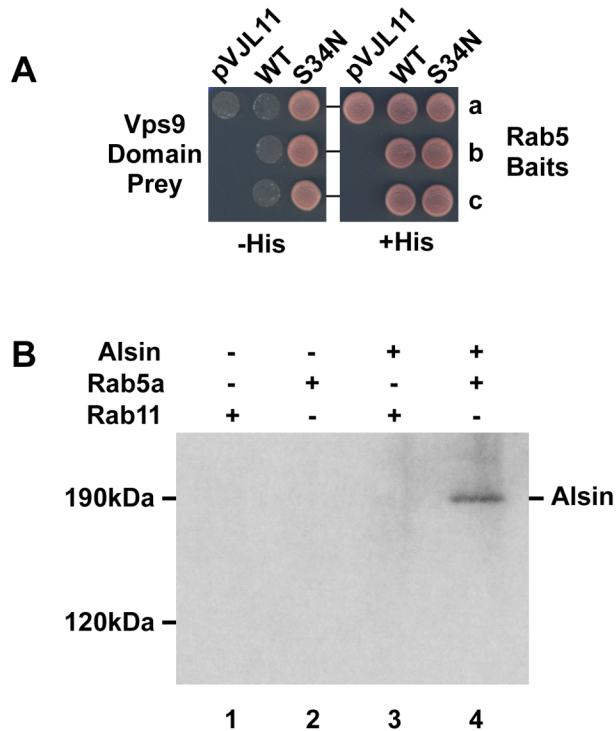 A
pVJL11 WT S34N pVJL11 WT S34N
Vps9 Domain Prey
a
b
c
Rab5 Baits
-His +His
B
Alsin - - + +
Rab5a - + - +
Rab11 + - + -
190kDa
Alsin
120kDa
1 2 3 4